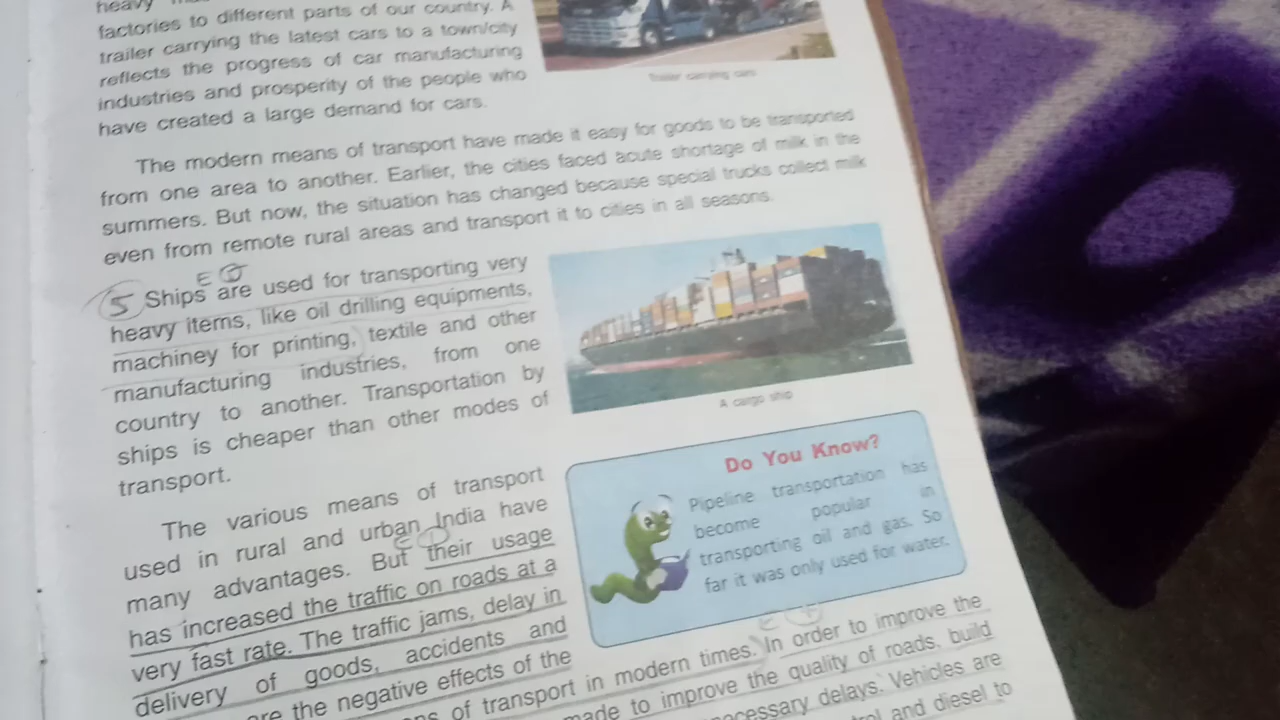 heavy
factories to different parts of our country. A
trailer carrying the latest cars to a town/city
reflects the progress of car manufacturing
industries and prosperity of the people who
have created a large demand for cars.
Trailer carrying cars
The modern means of transport have made it easy for goods to be transported
from one area to another. Earlier, the cities faced acute shortage of milk in the
summers. But now, the situation has changed because special trucks collect milk
even from remote rural areas and transport it to cities in all seasons.
5 Ships are used for transporting very
heavy items, like oil drilling equipments,
machiney for printing, textile and other
manufacturing industries, from one
country to another. Transportation by
ships is cheaper than other modes of
transport.
A cargo ship
The various means of transport
used in rural and urban India have
many advantages. But their usage
has increased the traffic on roads at a
very fast rate. The traffic jams, delay in
delivery of goods, accidents and
are the negative effects of the
Do You Know?
Pipeline transportation has
become popular in
transporting oil and gas. So
far it was only used for water.
of transport in modern times. In order to improve the
made to improve the quality of roads, build
delays. Vehicles are
and diesel to